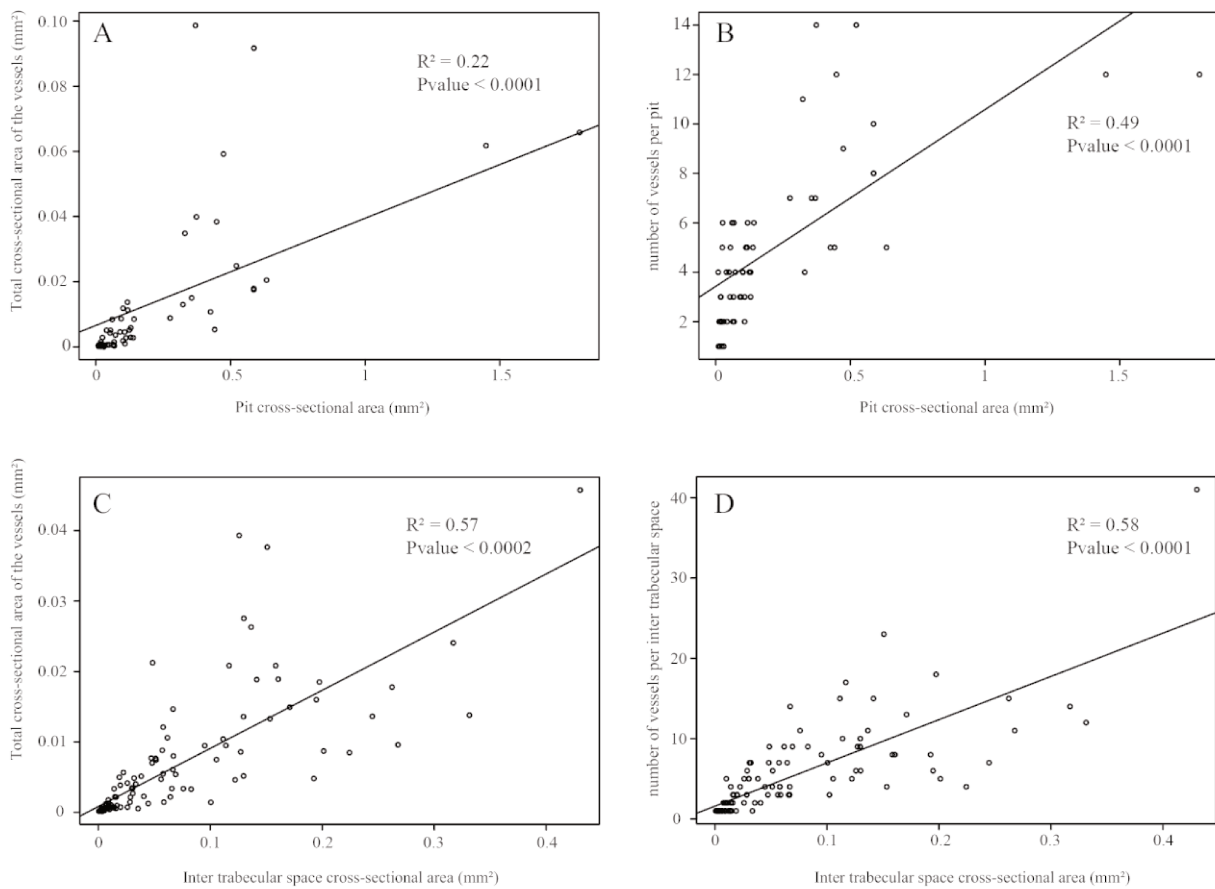 A
R² = 0.22
Pvalue < 0.0001
Total cross-sectional area of the vessels (mm²)
0.10
0.08
0.06
0.04
0.02
0
0
0.5
1
1.5
Pit cross-sectional area (mm²)
B
R² = 0.49
Pvalue < 0.0001
number of vessels per pit
14
12
10
8
6
4
2
0
0.5
1
1.5
Pit cross-sectional area (mm²)
C
R² = 0.57
Pvalue < 0.0002
Total cross-sectional area of the vessels (mm²)
0.04
0.03
0.02
0.01
0
0
0.1
0.2
0.3
0.4
Inter trabecular space cross-sectional area (mm²)
D
R² = 0.58
Pvalue < 0.0001
number of vessels per inter trabecular space
40
30
20
10
0
0
0.1
0.2
0.3
0.4
Inter trabecular space cross-sectional area (mm²)